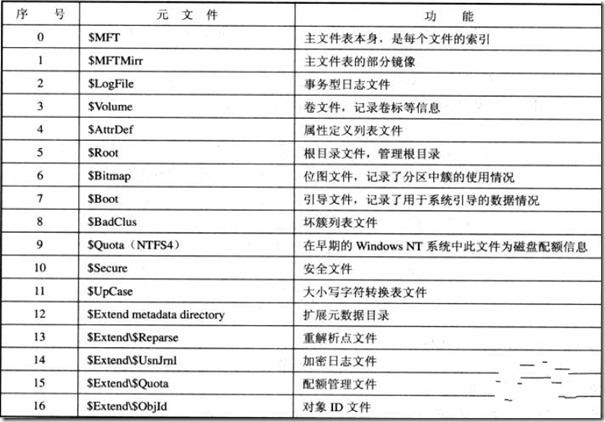 序 号 元 文 件 功 能
0 $MFT 主文件表本身，是每个文件的索引
1 $MFTMirr 主文件表的部分镜像
2 $LogFile 事务型日志文件
3 $Volume 卷文件，记录卷标等信息
4 $AttrDef 属性定义列表文件
5 $Root 根目录文件，管理根目录
6 $Bitmap 位图文件，记录了分区中簇的使用情况
7 $Boot 引导文件，记录了用于系统引导的数据情况
8 $BadClus 坏簇列表文件
9 $Quota（NTFS4） 在早期的 Windows NT 系统中此文件为磁盘配额信息
10 $Secure 安全文件
11 $UpCase 大小写字符转换表文件
12 $Extend metadata directory 扩展元数据目录
13 $Extend\$Reparse 重解析点文件
14 $Extend\$UsnJrnl 加密日志文件
15 $Extend\$Quota 配额管理文件
16 $Extend\$ObjId 对象 ID 文件